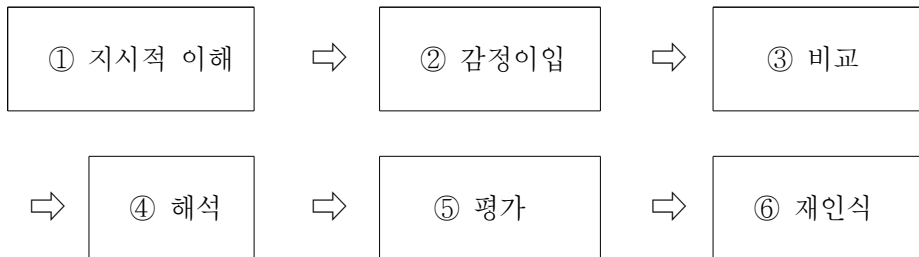 ① 지시적 이해 ⇨ ② 감정이입 ⇨ ③ 비교
⇨ ④ 해석 ⇨ ⑤ 평가 ⇨ ⑥ 재인식